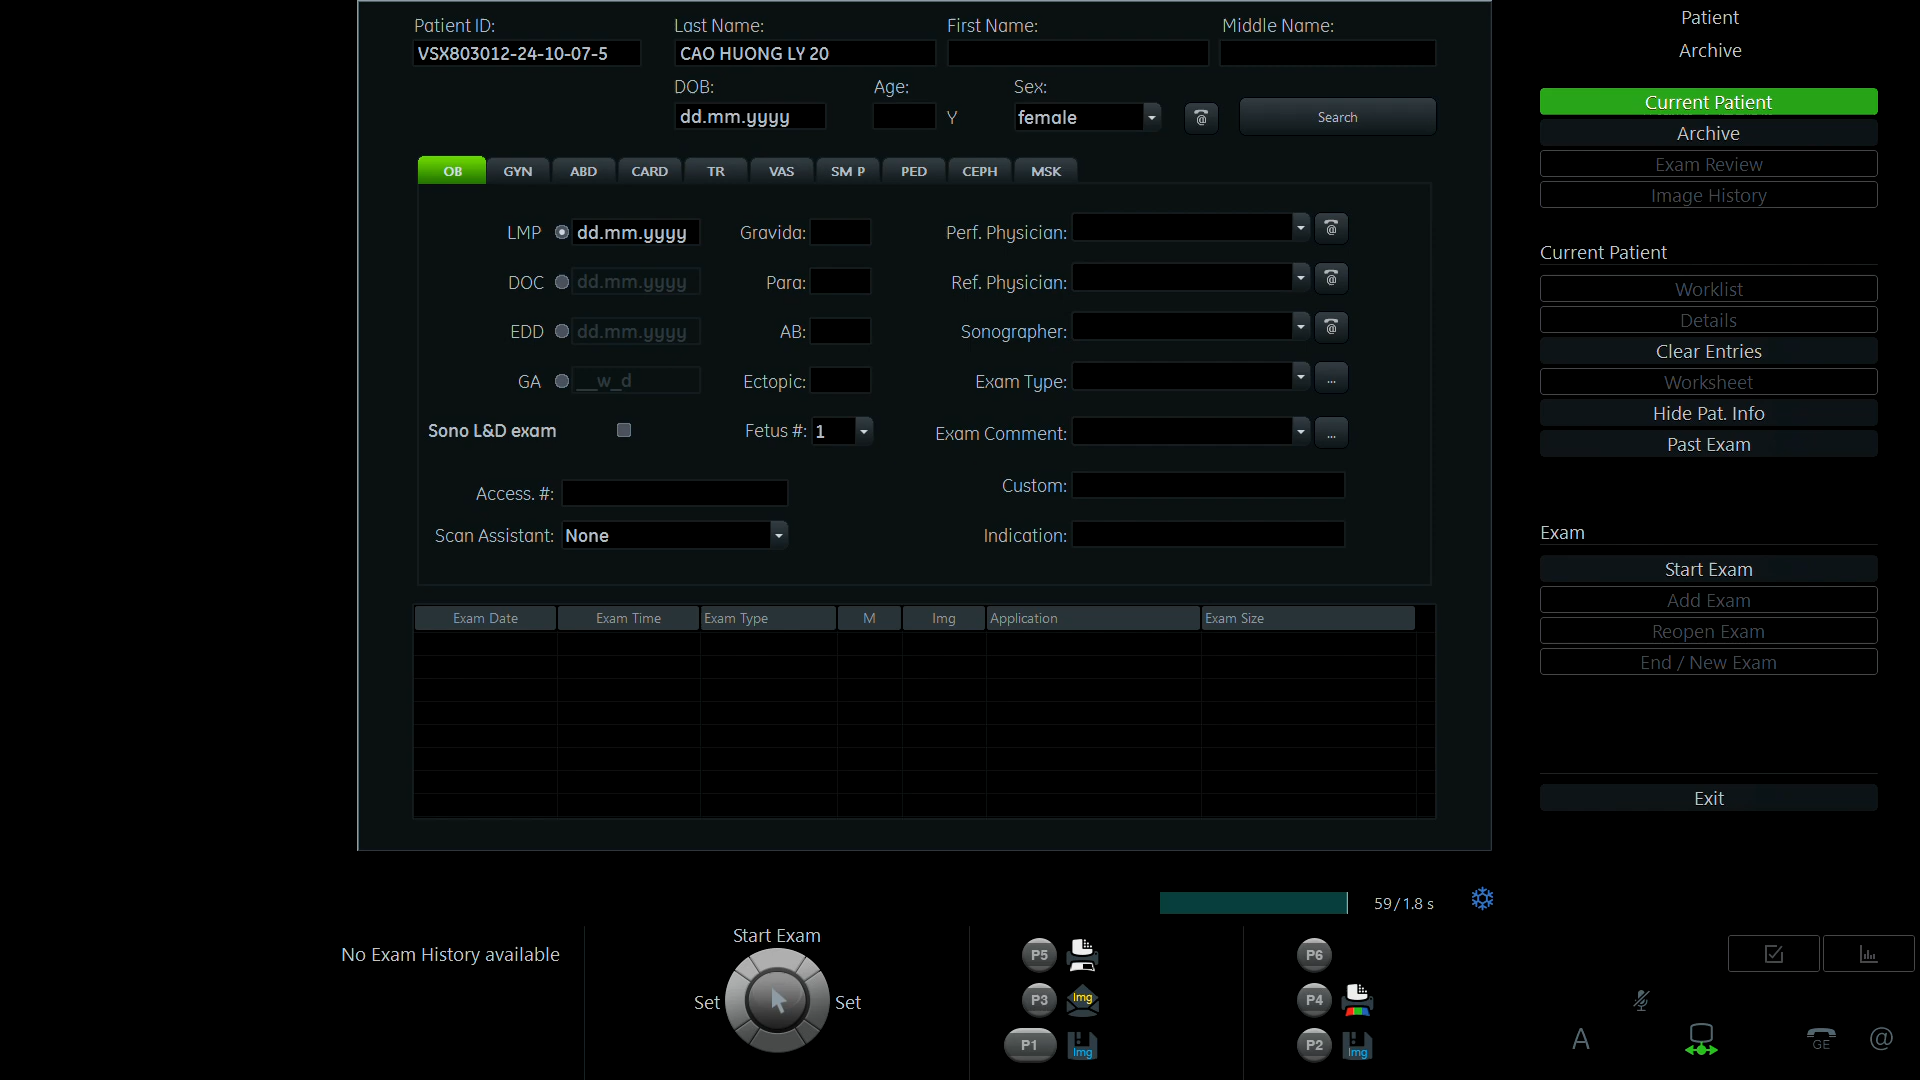 Patient ID: Last Name: First Name: Middle Name:
VSX803012-24-10-07-5 CAO HUONG LY 20
DOB: Age: Sex:
dd.mm.yyyy Y female @ Search
OB GYN ABD CARD TR VAS SM P PED CEPH MSK
LMP dd.mm.yyyy Gravida: Perf. Physician: @
DOC dd.mm.yyyy Para: Ref. Physician: @
EDD dd.mm.yyyy AB: Sonographer: @
GA __w_d Ectopic: Exam Type: ...
Sono L&D exam Fetus #: 1 Exam Comment: ...
Access. #: Custom:
Scan Assistant: None Indication:
Exam Date Exam Time Exam Type M Img Application Exam Size
Patient
Archive
Current Patient
Archive
Exam Review
Image History
Current Patient
Worklist
Details
Clear Entries
Worksheet
Hide Pat. Info
Past Exam
Exam
Start Exam
Add Exam
Reopen Exam
End / New Exam
Exit
59/1.8 s
No Exam History available
Start Exam
Set Set
P5 P6
P3 Img P4
P1 Img P2 Img
A GE @